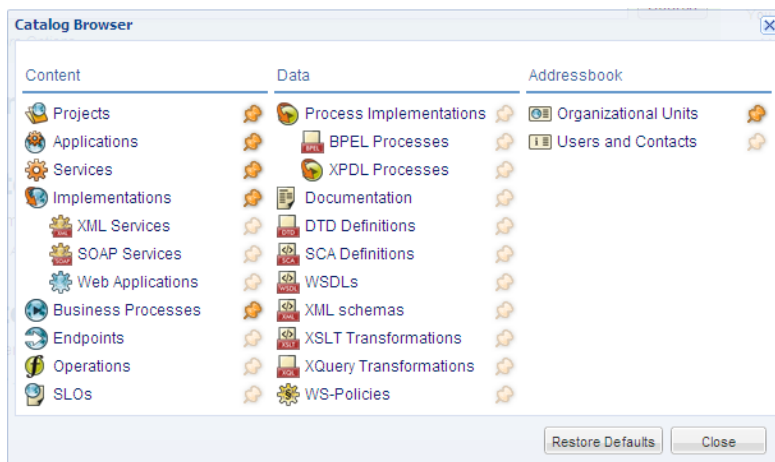 Catalog Browser
Content
Projects
Applications
Services
Implementations
XML Services
SOAP Services
Web Applications
Business Processes
Endpoints
Operations
SLOs
Data
Process Implementations
BPEL Processes
XPDL Processes
Documentation
DTD Definitions
SCA Definitions
WSDLs
XML schemas
XSLT Transformations
XQuery Transformations
WS-Policies
Addressbook
Organizational Units
Users and Contacts
Restore Defaults
Close